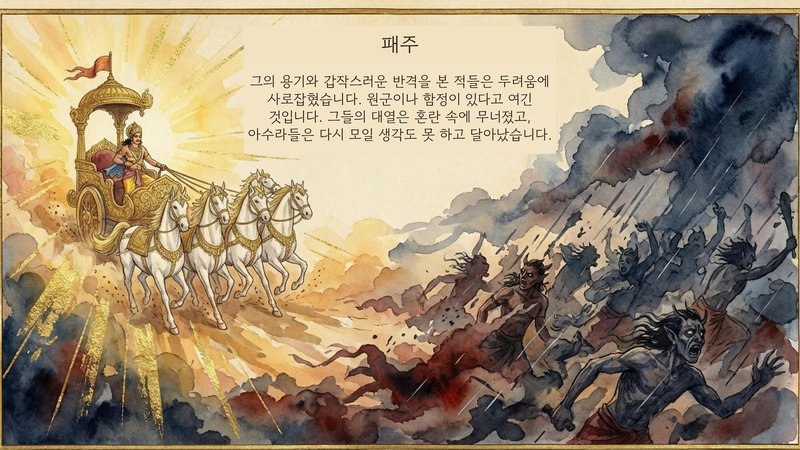 패주
그의 용기와 갑작스러운 반격을 본 적들은 두려움에
사로잡혔습니다. 원군이나 함정이 있다고 여긴
것입니다. 그들의 대열은 혼란 속에 무너졌고,
아수라들은 다시 모일 생각도 못 하고 달아났습니다.